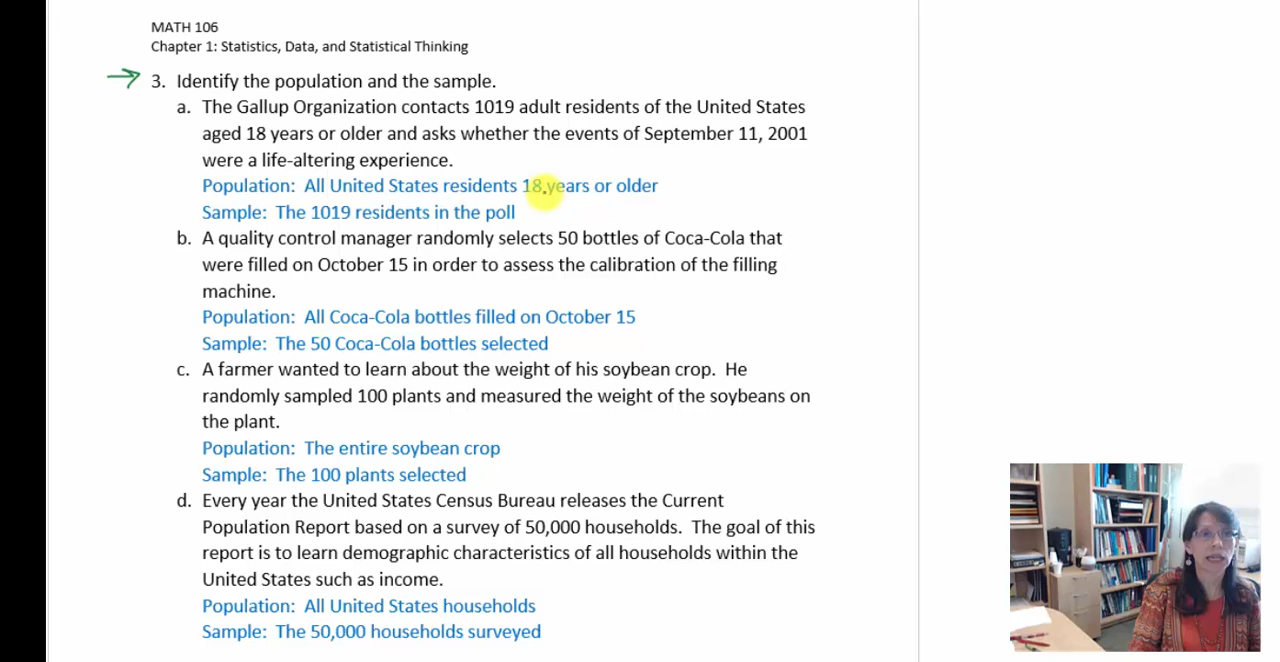 MATH 106
Chapter 1: Statistics, Data, and Statistical Thinking
3. Identify the population and the sample.
a. The Gallup Organization contacts 1019 adult residents of the United States
aged 18 years or older and asks whether the events of September 11, 2001
were a life-altering experience.
Population: All United States residents 18 years or older
Sample: The 1019 residents in the poll
b. A quality control manager randomly selects 50 bottles of Coca-Cola that
were filled on October 15 in order to assess the calibration of the filling
machine.
Population: All Coca-Cola bottles filled on October 15
Sample: The 50 Coca-Cola bottles selected
c. A farmer wanted to learn about the weight of his soybean crop. He
randomly sampled 100 plants and measured the weight of the soybeans on
the plant.
Population: The entire soybean crop
Sample: The 100 plants selected
d. Every year the United States Census Bureau releases the Current
Population Report based on a survey of 50,000 households. The goal of this
report is to learn demographic characteristics of all households within the
United States such as income.
Population: All United States households
Sample: The 50,000 households surveyed